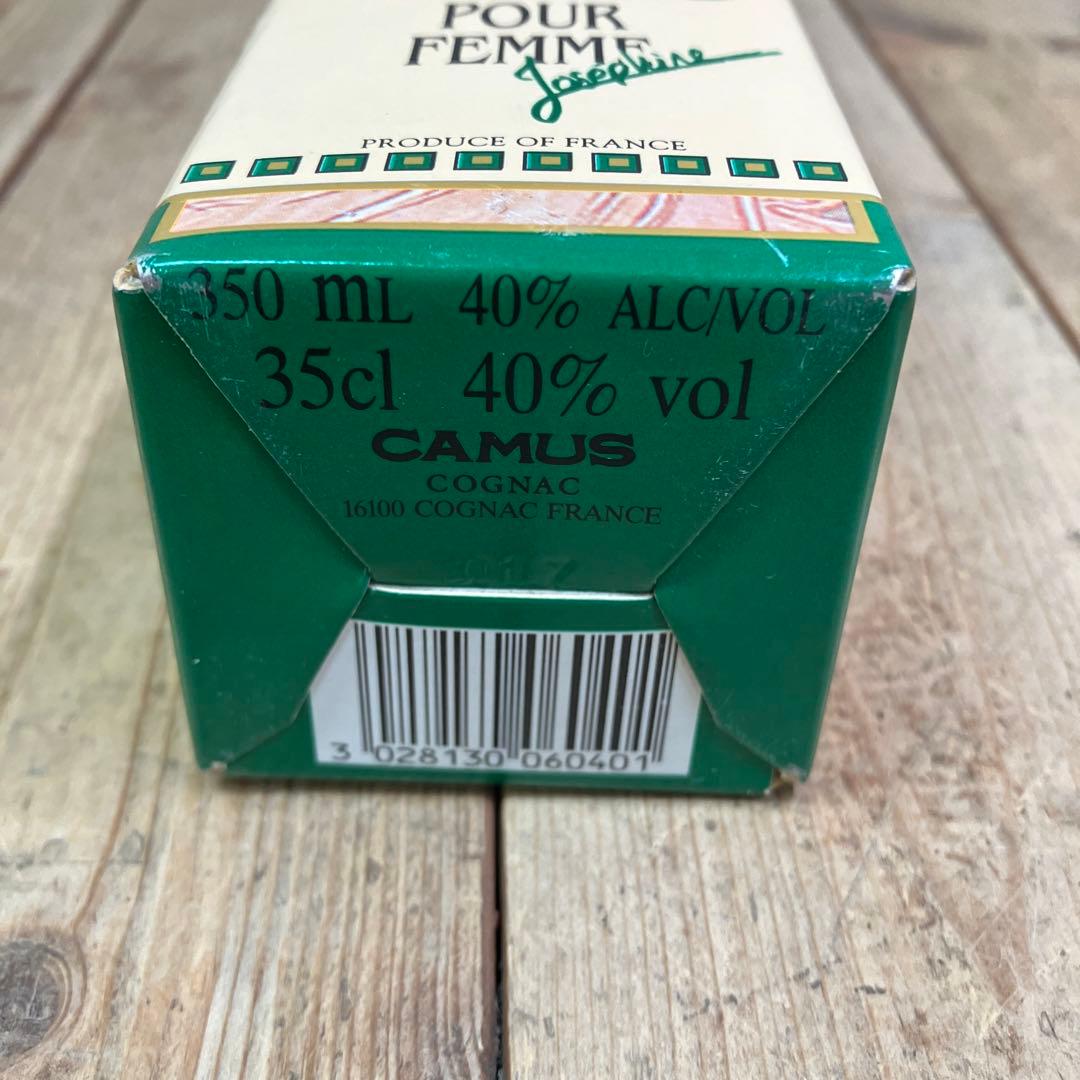 POUR
FEMME
Joséphine
PRODUCE OF FRANCE
350 mL 40% ALC/VOL
35cl 40% vol
CAMUS
COGNAC
16100 COGNAC FRANCE
3 028130 060401